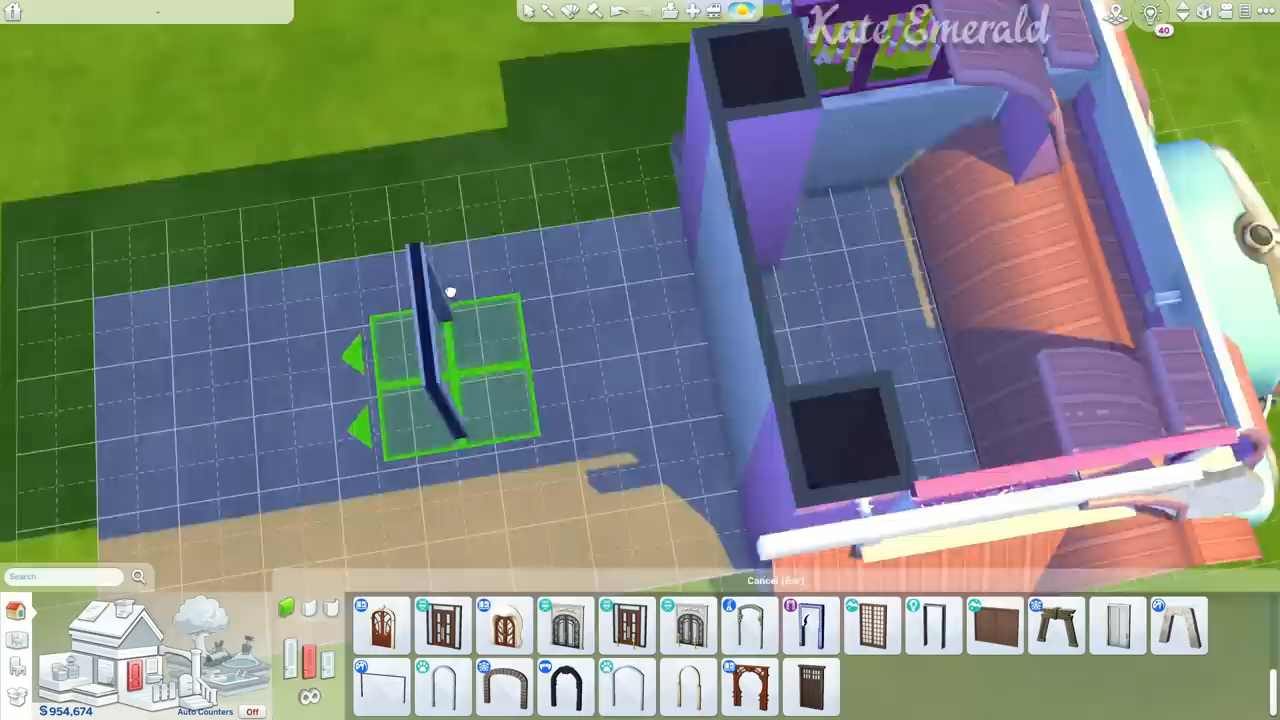 -
Kate Emerald
40
Cancel (Esc)
Search
§954,674
Auto Counters Off